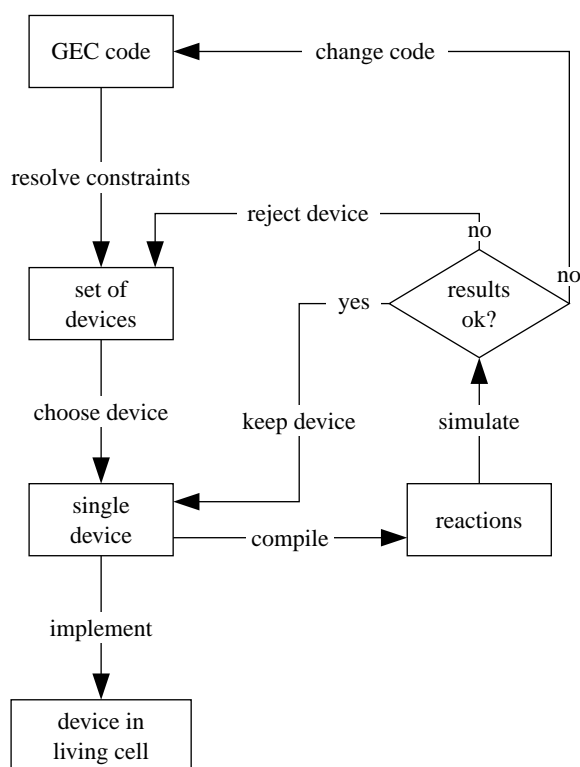 GEC code
change code
resolve constraints
reject device
no
no
set of
devices
yes
results
ok?
choose device
keep device
simulate
single
device
compile
reactions
implement
device in
living cell